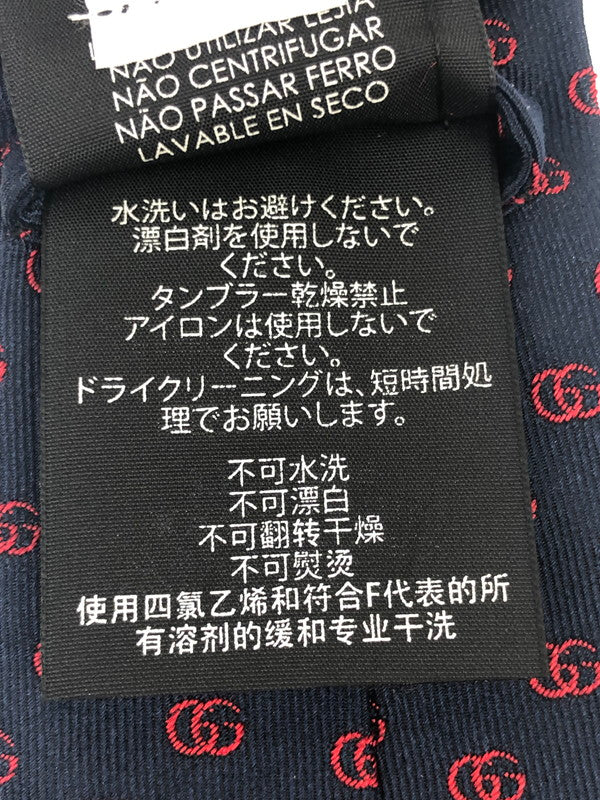 NÃO UTILIZAR LEJIA
NÃO CENTRIFUGAR
NÃO PASSAR FERRO
LAVABLE EN SECO
水洗いはお避けください。
漂白剤を使用しないで
ください。
タンブラー乾燥禁止
アイロンは使用しないで
ください。
ドライクリーニングは、短時間処
理でお願いします。
不可水洗
不可漂白
不可翻转干燥
不可熨烫
使用四氯乙烯和符合F代表的所
有溶剂的缓和专业干洗